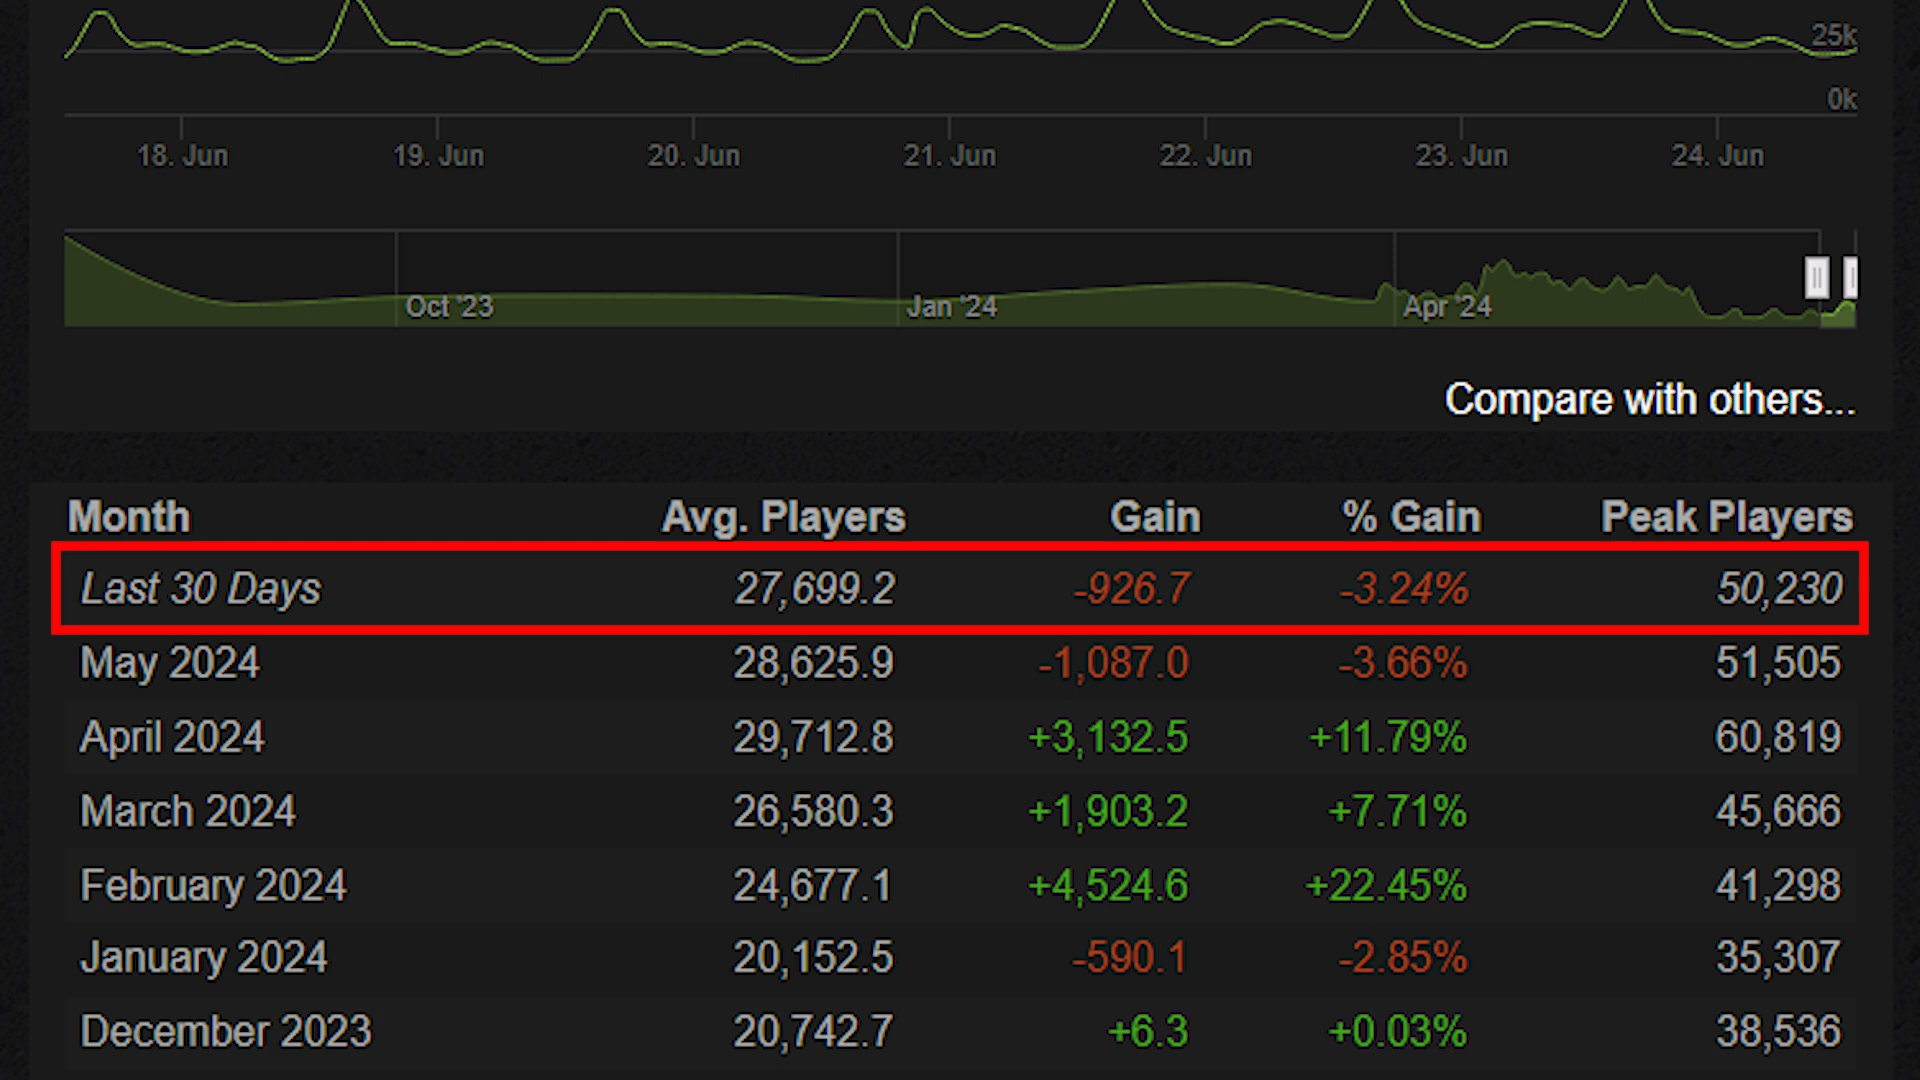 25k
0k
18. Jun 19. Jun 20. Jun 21. Jun 22. Jun 23. Jun 24. Jun
Oct '23 Jan '24 Apr '24
Compare with others...
Month Avg. Players Gain % Gain Peak Players
Last 30 Days 27,699.2 -926.7 -3.24% 50,230
May 2024 28,625.9 -1,087.0 -3.66% 51,505
April 2024 29,712.8 +3,132.5 +11.79% 60,819
March 2024 26,580.3 +1,903.2 +7.71% 45,666
February 2024 24,677.1 +4,524.6 +22.45% 41,298
January 2024 20,152.5 -590.1 -2.85% 35,307
December 2023 20,742.7 +6.3 +0.03% 38,536